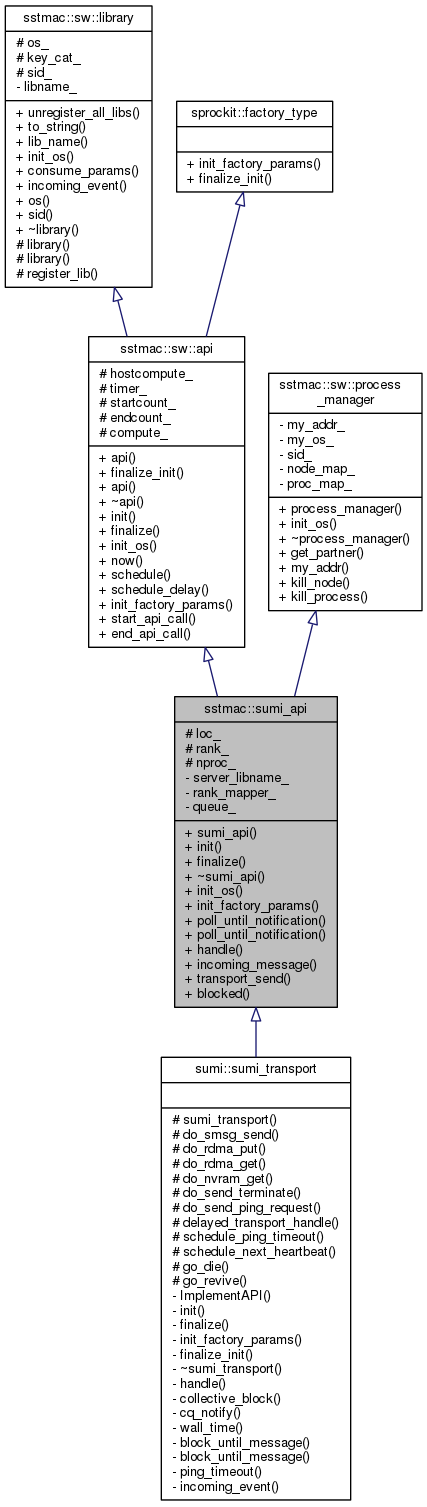 sstmac::sw::library
# os_
# key_cat_
# sid_
- libname_
+ unregister_all_libs()
+ to_string()
+ lib_name()
+ init_os()
+ consume_params()
+ incoming_event()
+ os()
+ sid()
+ ~library()
# library()
# library()
# register_lib()
sprockit::factory_type
+ init_factory_params()
+ finalize_init()
sstmac::sw::api
# hostcompute_
# timer_
# startcount_
# endcount_
# compute_
+ api()
+ finalize_init()
+ api()
+ ~api()
+ init()
+ finalize()
+ init_os()
+ now()
+ schedule()
+ schedule_delay()
+ init_factory_params()
+ start_api_call()
+ end_api_call()
sstmac::sw::process
_manager
- my_addr_
- my_os_
- sid_
- node_map_
- proc_map_
+ process_manager()
+ init_os()
+ ~process_manager()
+ get_partner()
+ my_addr()
+ kill_node()
+ kill_process()
sstmac::sumi_api
# loc_
# rank_
# nproc_
- server_libname_
- rank_mapper_
- queue_
+ sumi_api()
+ init()
+ finalize()
+ ~sumi_api()
+ init_os()
+ init_factory_params()
+ poll_until_notification()
+ poll_until_notification()
+ handle()
+ incoming_message()
+ transport_send()
+ blocked()
sumi::sumi_transport
# sumi_transport()
# do_smsg_send()
# do_rdma_put()
# do_rdma_get()
# do_nvram_get()
# do_send_terminate()
# do_send_ping_request()
# delayed_transport_handle()
# schedule_ping_timeout()
# schedule_next_heartbeat()
# go_die()
# go_revive()
- ImplementAPI()
- init()
- finalize()
- init_factory_params()
- finalize_init()
- ~sumi_transport()
- handle()
- collective_block()
- cq_notify()
- wall_time()
- block_until_message()
- block_until_message()
- ping_timeout()
- incoming_event()